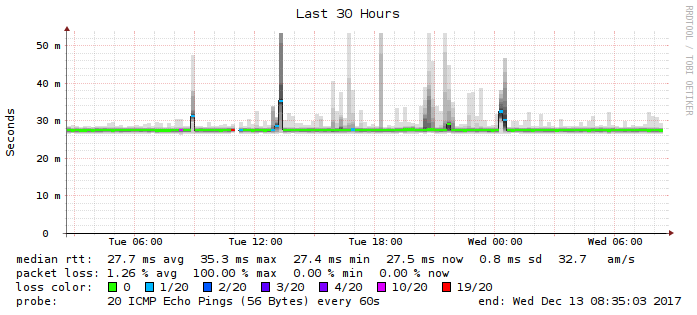 Last 30 Hours
RRDTOOL / TOBI OETIKER
Seconds
50 m
40 m
30 m
20 m
10 m
0
Tue 06:00 Tue 12:00 Tue 18:00 Wed 00:00 Wed 06:00
median rtt: 27.7 ms avg 35.3 ms max 27.4 ms min 27.5 ms now 0.8 ms sd 32.7 am/s
packet loss: 1.26 % avg 100.00 % max 0.00 % min 0.00 % now
loss color: 0 1/20 2/20 3/20 4/20 10/20 19/20
probe: 20 ICMP Echo Pings (56 Bytes) every 60s end: Wed Dec 13 08:35:03 2017